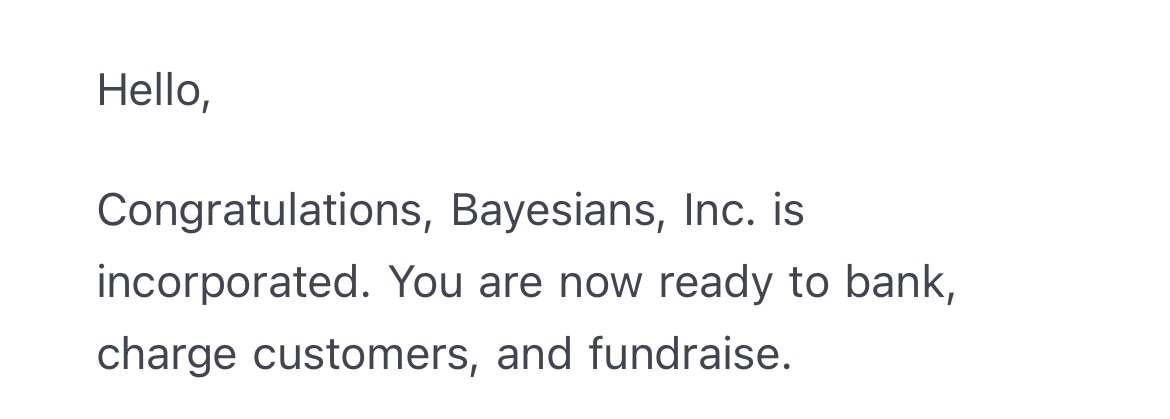 Hello,
Congratulations, Bayesians, Inc. is
incorporated. You are now ready to bank,
charge customers, and fundraise.